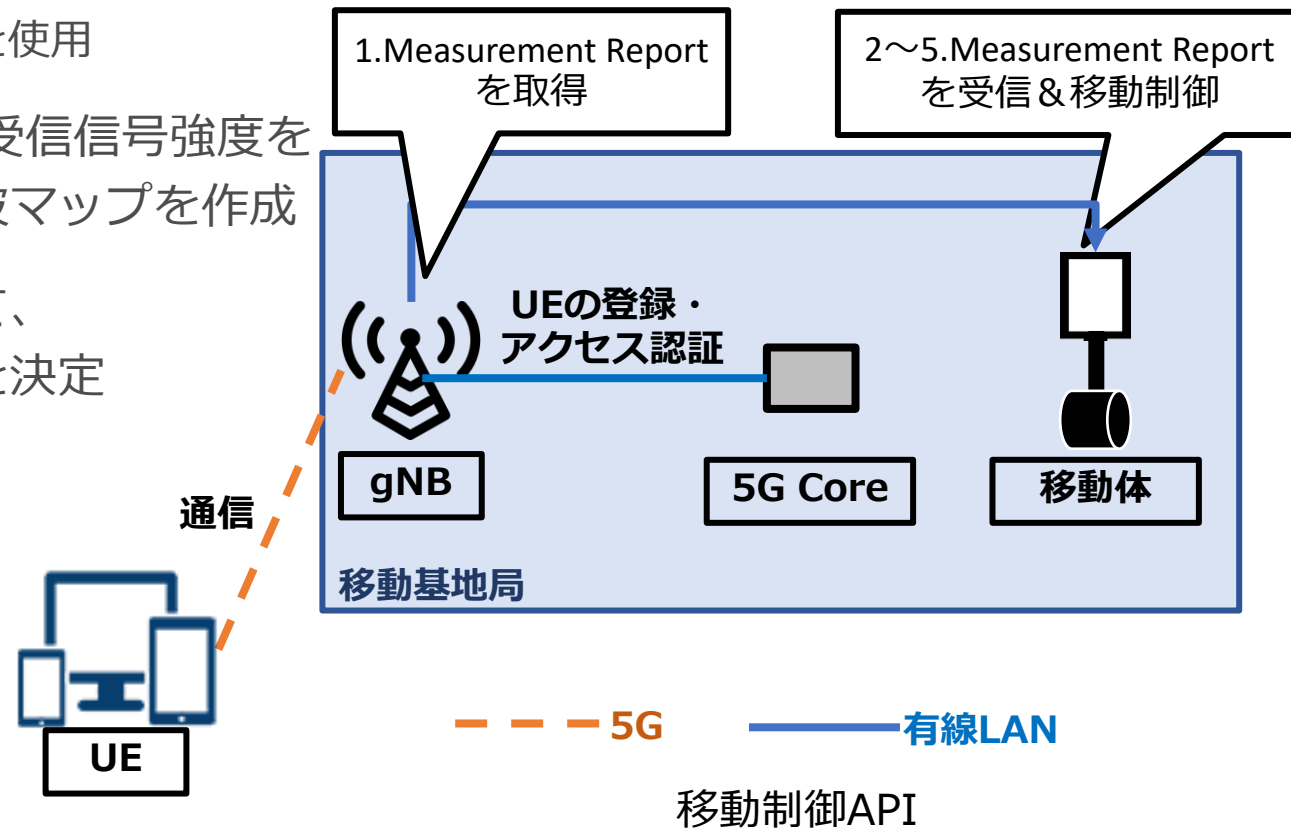 を使用
受信信号強度を
マップを作成
を決定
1.Measurement Report
を取得
2～5.Measurement Report
を受信＆移動制御
UEの登録・
アクセス認証
gNB
5G Core
移動体
通信
移動基地局
UE
5G
有線LAN
移動制御API